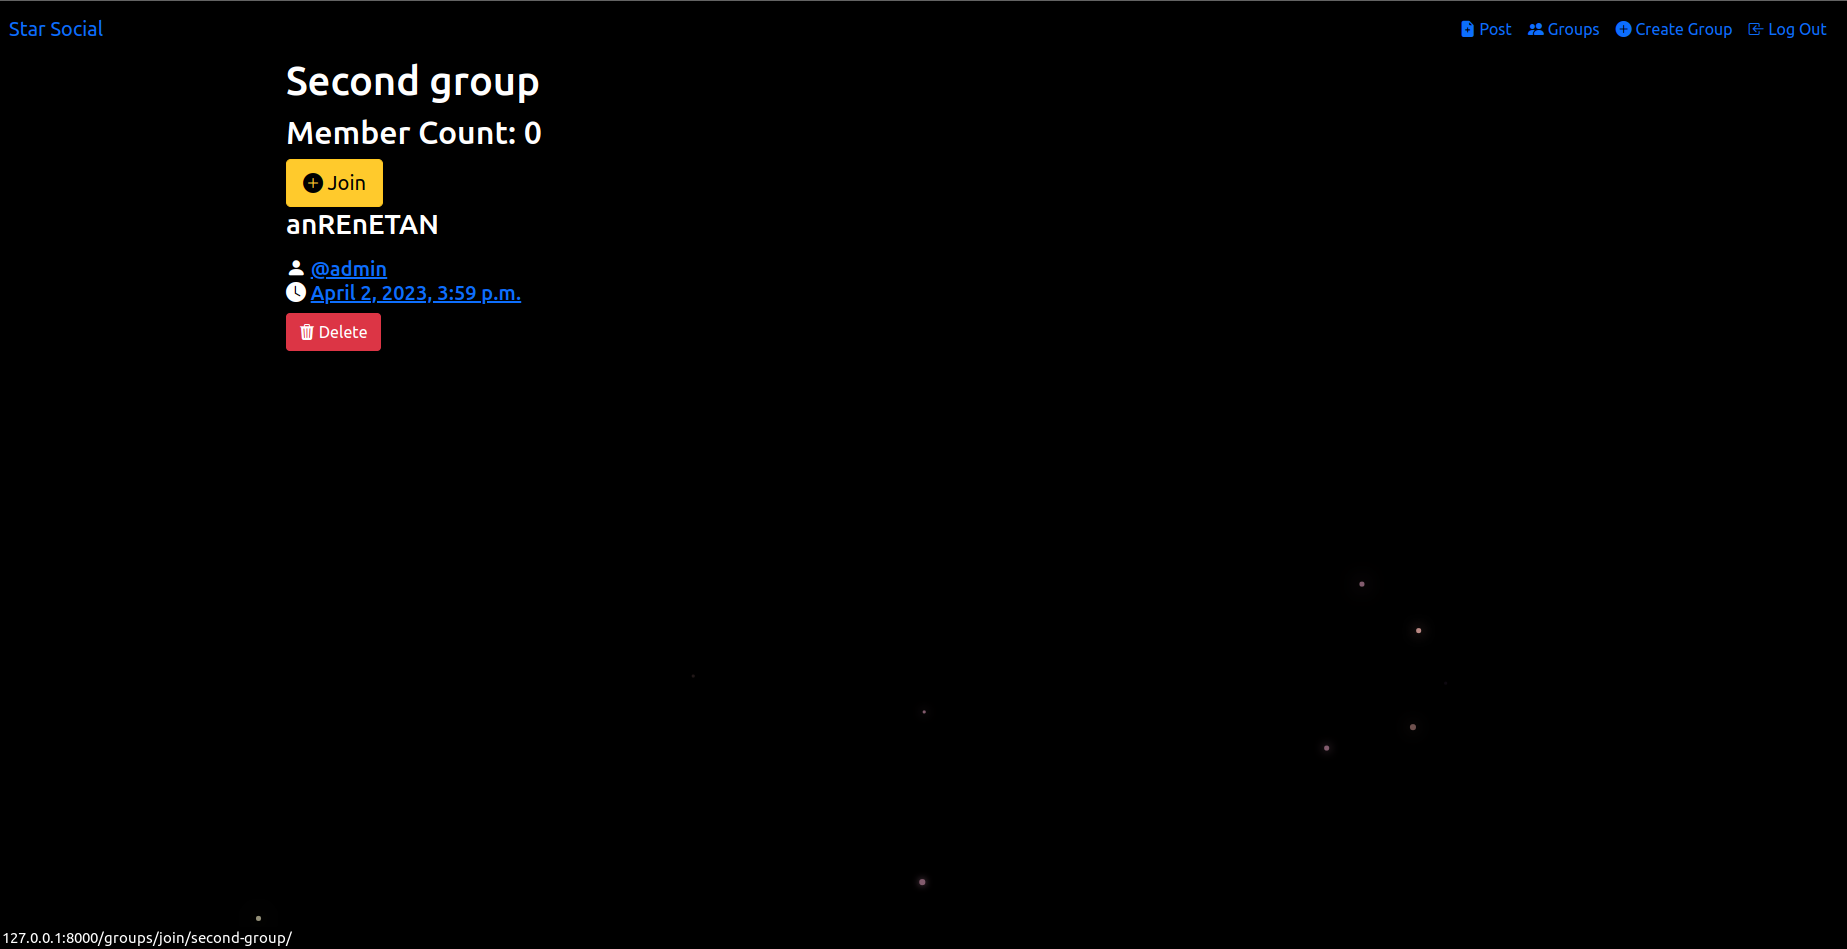 Star Social
Post Groups Create Group Log Out
Second group
Member Count: 0
Join
anREnETAN
@admin
April 2, 2023, 3:59 p.m.
Delete
127.0.0.1:8000/groups/join/second-group/